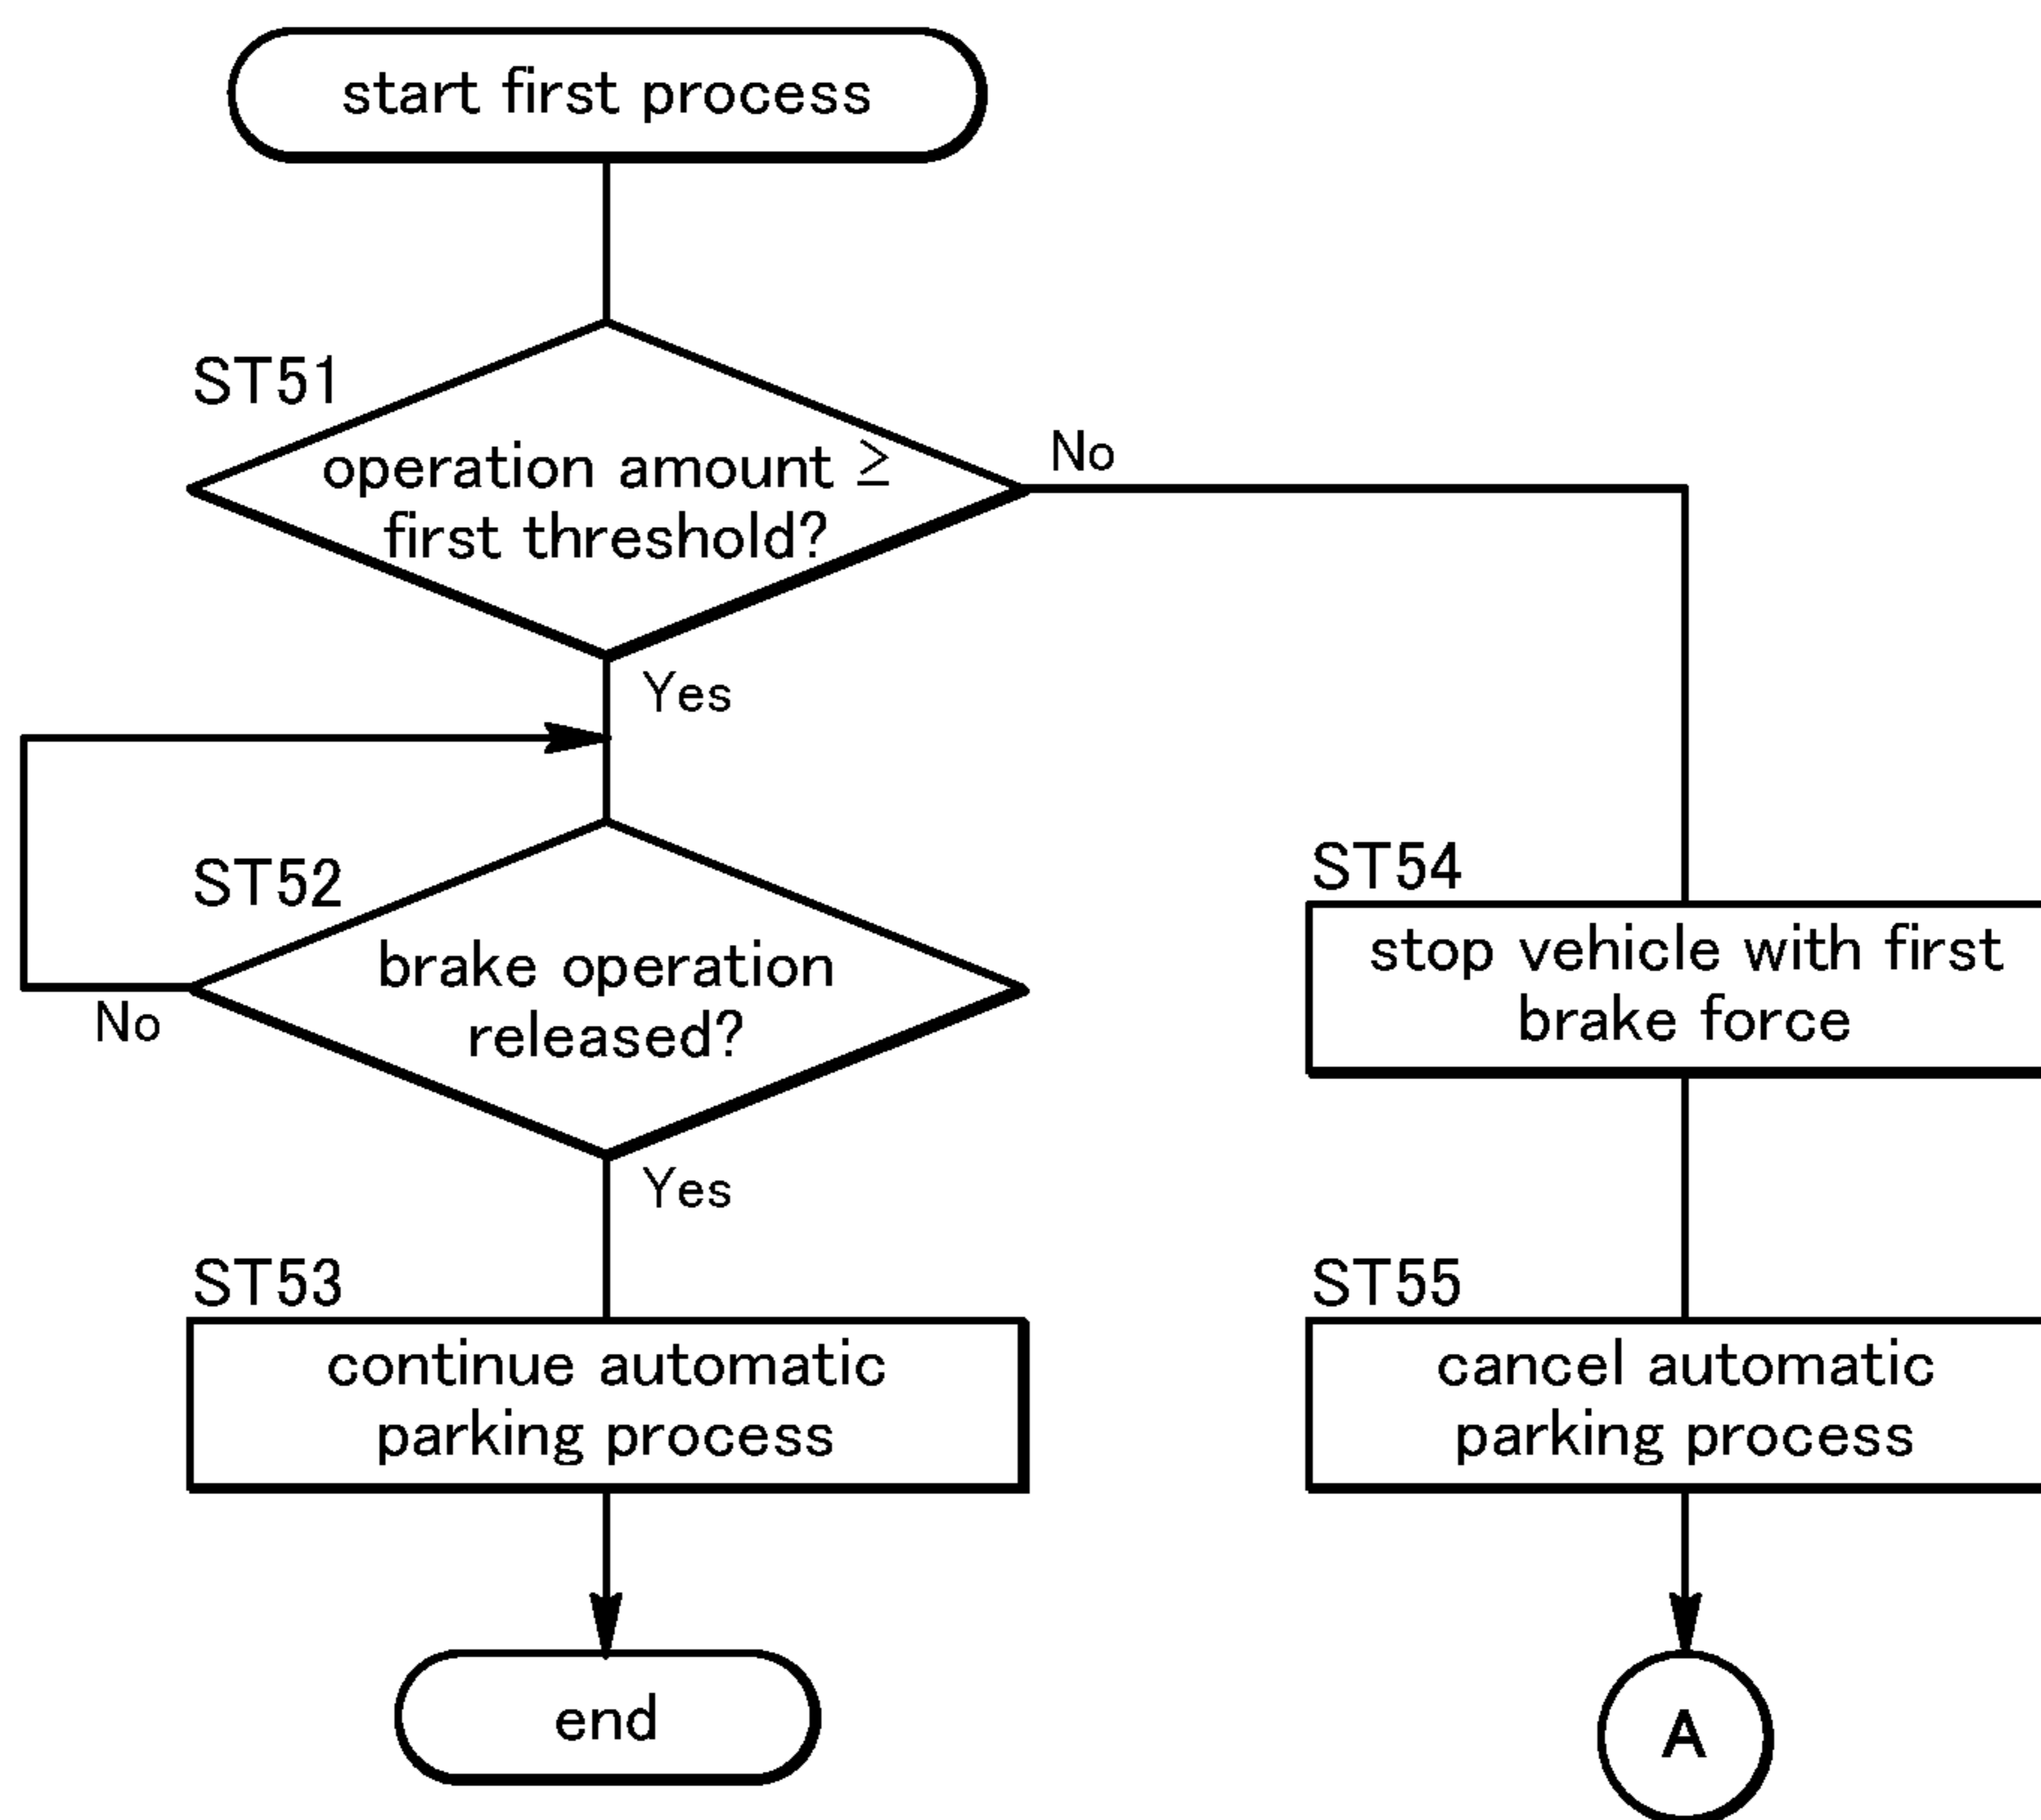 start first process
ST51
operation amount ≥
first threshold?
No
Yes
ST52
brake operation
released?
No
Yes
ST53
continue automatic
parking process
end
ST54
stop vehicle with first
brake force
ST55
cancel automatic
parking process
A